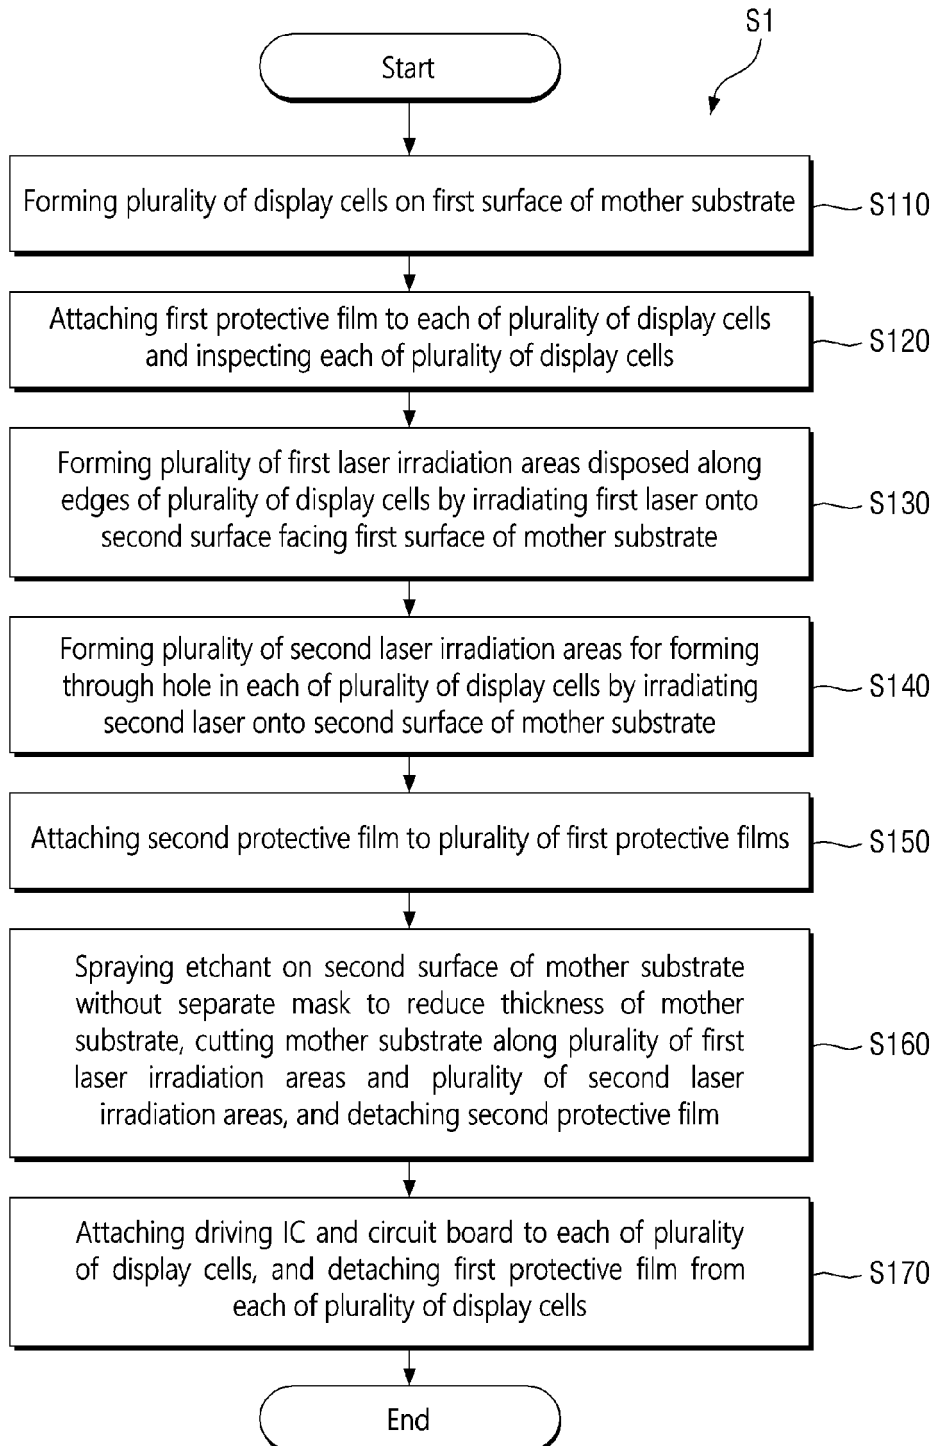 S1
Start
Forming plurality of display cells on first surface of mother substrate
S110
Attaching first protective film to each of plurality of display cells
and inspecting each of plurality of display cells
S120
Forming plurality of first laser irradiation areas disposed along
edges of plurality of display cells by irradiating first laser onto
second surface facing first surface of mother substrate
S130
Forming plurality of second laser irradiation areas for forming
through hole in each of plurality of display cells by irradiating
second laser onto second surface of mother substrate
S140
Attaching second protective film to plurality of first protective films
S150
Spraying etchant on second surface of mother substrate
without separate mask to reduce thickness of mother
substrate, cutting mother substrate along plurality of first
laser irradiation areas and plurality of second laser
irradiation areas, and detaching second protective film
S160
Attaching driving IC and circuit board to each of plurality
of display cells, and detaching first protective film from
each of plurality of display cells
S170
End